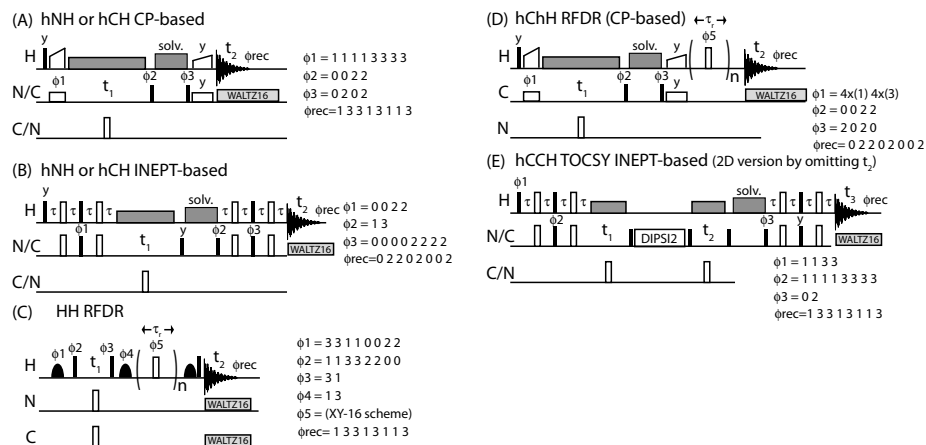 (A) hNH or hCH CP-based
y
solv.
y
t2 φrec
H
φ1
φ2
φ3
N/C
t1
y
WALTZ16
C/N
φ1 = 1 1 1 1 3 3 3 3
φ2 = 0 0 2 2
φ3 = 0 2 0 2
φrec=1 3 3 1 3 1 1 3
(B) hNH or hCH INEPT-based
y
solv.
t2 φrec
H
τ τ τ τ
τ τ τ τ
φ1
t1
y
φ2
φ3
N/C
WALTZ16
C/N
φ1 = 0 0 2 2
φ2 = 1 3
φ3 = 0 0 0 0 2 2 2 2
φrec=0 2 2 0 2 0 0 2
(C) HH RFDR
←τr→
φ1 φ2 t1 φ3 φ4 φ5
t2 φrec
H
n
N
WALTZ16
C
WALTZ16
φ1 = 3 3 1 1 0 0 2 2
φ2 = 1 1 3 3 2 2 0 0
φ3 = 3 1
φ4 = 1 3
φ5 = (XY-16 scheme)
φrec= 1 3 3 1 3 1 1 3
(D) hChH RFDR (CP-based)
←τr→
y
solv.
y
φ5
t2 φrec
H
n
φ1
t1
φ2
φ3
y
C
WALTZ16
N
φ1 = 4x(1) 4x(3)
φ2 = 0 0 2 2
φ3 = 2 0 2 0
φrec= 0 2 2 0 2 0 0 2
(E) hCCH TOCSY INEPT-based (2D version by omitting t2)
φ1
solv.
t3 φrec
H
τ τ τ τ
τ τ τ τ
φ2
t1
DIPSI2
t2
φ3
N/C
WALTZ16
C/N
φ1 = 1 1 3 3
φ2 = 1 1 1 1 3 3 3 3
φ3 = 0 2
φrec=1 3 3 1 3 1 1 3